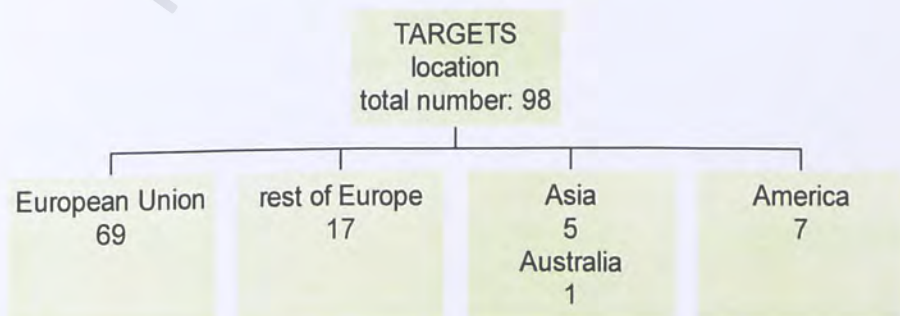 TARGETS
location
total number: 98
European Union
69
rest of Europe
17
Asia
5
Australia
1
America
7